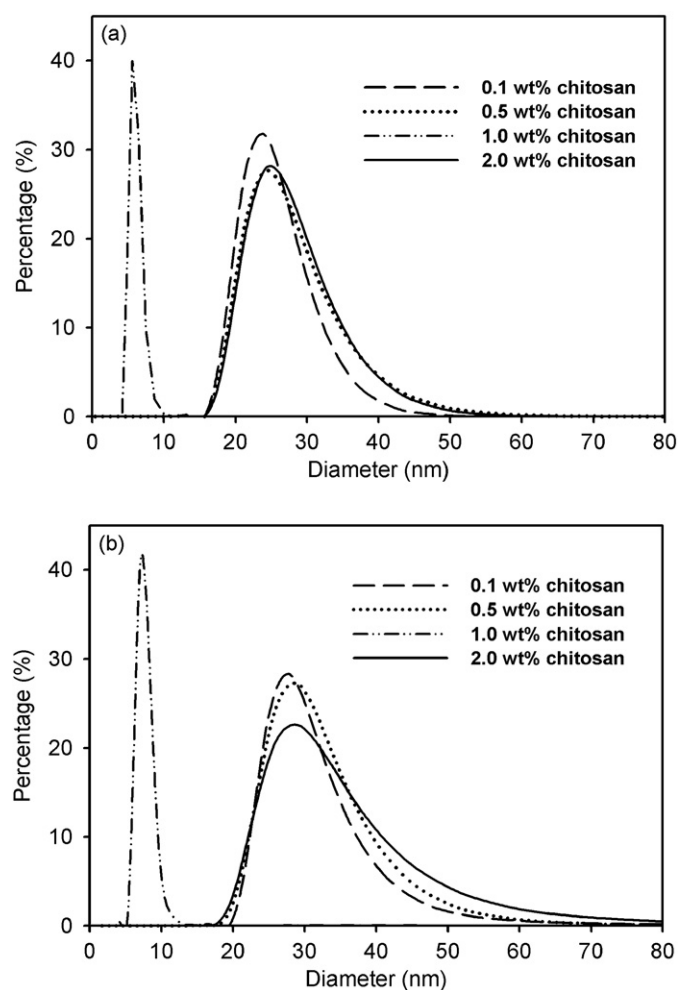 (a)
40
30
20
10
0
Percentage (%)
0.1 wt% chitosan
0.5 wt% chitosan
1.0 wt% chitosan
2.0 wt% chitosan
0 10 20 30 40 50 60 70 80
Diameter (nm)
(b)
40
30
20
10
0
Percentage (%)
0.1 wt% chitosan
0.5 wt% chitosan
1.0 wt% chitosan
2.0 wt% chitosan
0 10 20 30 40 50 60 70 80
Diameter (nm)